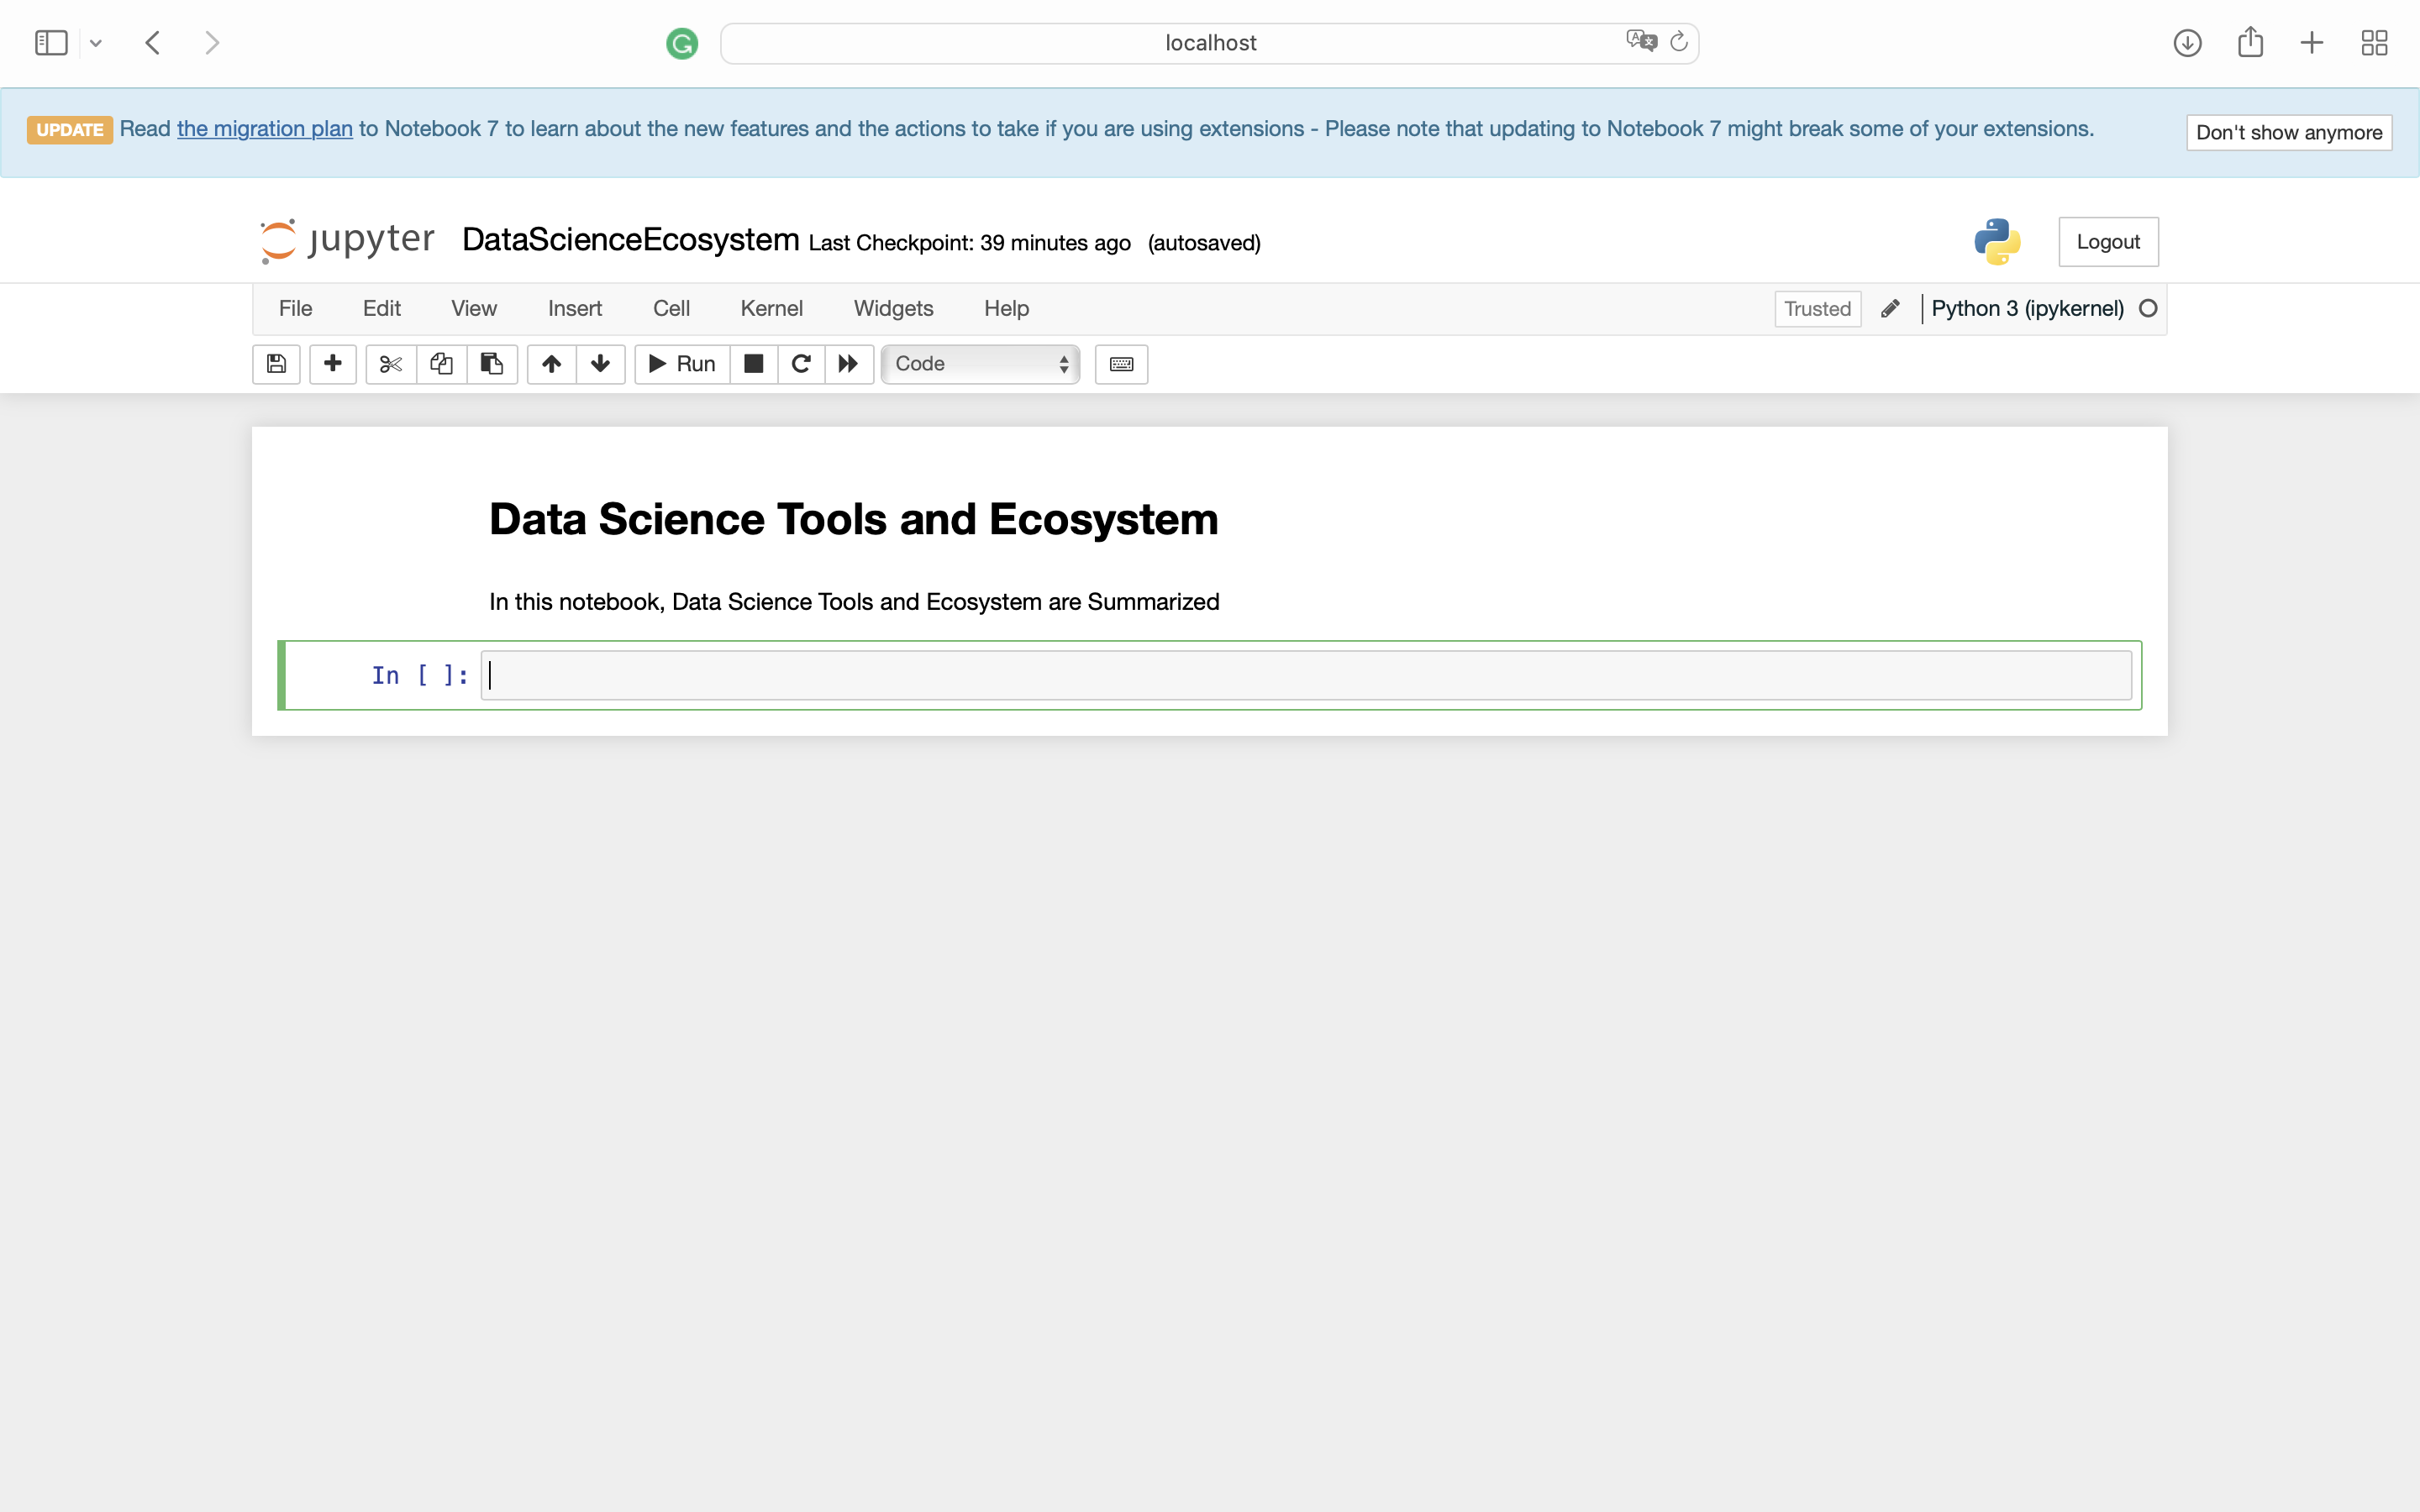 localhost
UPDATE Read the migration plan to Notebook 7 to learn about the new features and the actions to take if you are using extensions - Please note that updating to Notebook 7 might break some of your extensions. Don't show anymore
jupyter DataScienceEcosystem Last Checkpoint: 39 minutes ago (autosaved) Logout
File Edit View Insert Cell Kernel Widgets Help Trusted Python 3 (ipykernel)
Run Code
Data Science Tools and Ecosystem
In this notebook, Data Science Tools and Ecosystem are Summarized
In [ ]: